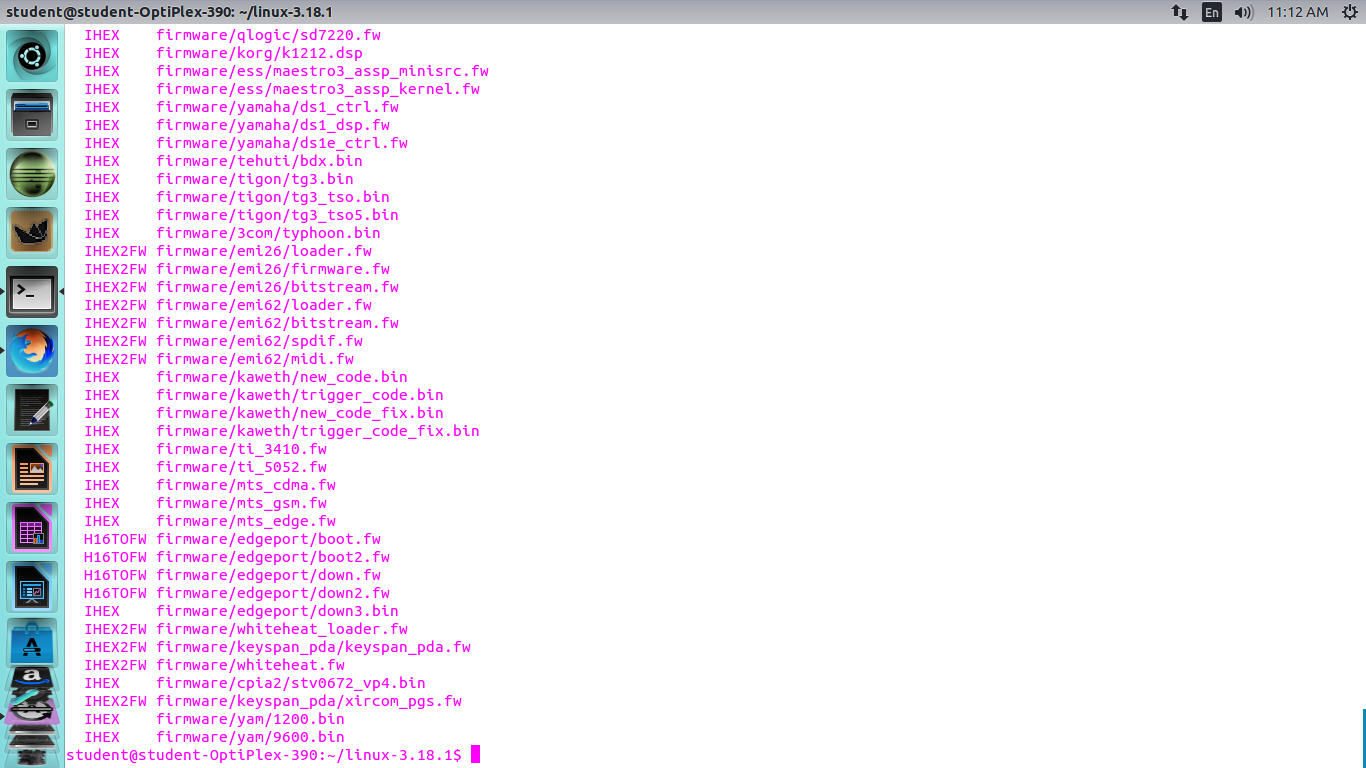 student@student-OptiPlex-390: ~/linux-3.18.1 En 11:12 AM
IHEX firmware/qlogic/sd7220.fw
IHEX firmware/korg/k1212.dsp
IHEX firmware/ess/maestro3_assp_minisrc.fw
IHEX firmware/ess/maestro3_assp_kernel.fw
IHEX firmware/yamaha/ds1_ctrl.fw
IHEX firmware/yamaha/ds1_dsp.fw
IHEX firmware/yamaha/ds1e_ctrl.fw
IHEX firmware/tehuti/bdx.bin
IHEX firmware/tigon/tg3.bin
IHEX firmware/tigon/tg3_tso.bin
IHEX firmware/tigon/tg3_tso5.bin
IHEX firmware/3com/typhoon.bin
IHEX2FW firmware/emi26/loader.fw
IHEX2FW firmware/emi26/firmware.fw
IHEX2FW firmware/emi26/bitstream.fw
IHEX2FW firmware/emi62/loader.fw
IHEX2FW firmware/emi62/bitstream.fw
IHEX2FW firmware/emi62/spdif.fw
IHEX2FW firmware/emi62/midi.fw
IHEX firmware/kaweth/new_code.bin
IHEX firmware/kaweth/trigger_code.bin
IHEX firmware/kaweth/new_code_fix.bin
IHEX firmware/kaweth/trigger_code_fix.bin
IHEX firmware/ti_3410.fw
IHEX firmware/ti_5052.fw
IHEX firmware/mts_cdma.fw
IHEX firmware/mts_gsm.fw
IHEX firmware/mts_edge.fw
H16TOFW firmware/edgeport/boot.fw
H16TOFW firmware/edgeport/boot2.fw
H16TOFW firmware/edgeport/down.fw
H16TOFW firmware/edgeport/down2.fw
IHEX firmware/edgeport/down3.bin
IHEX2FW firmware/whiteheat_loader.fw
IHEX2FW firmware/keyspan_pda/keyspan_pda.fw
IHEX2FW firmware/whiteheat.fw
IHEX firmware/cpia2/stv0672_vp4.bin
IHEX2FW firmware/keyspan_pda/xircom_pgs.fw
IHEX firmware/yam/1200.bin
IHEX firmware/yam/9600.bin
student@student-OptiPlex-390:~/linux-3.18.1$